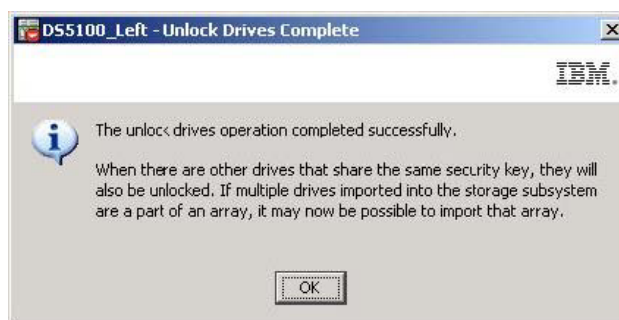 DS5100_Left - Unlock Drives Complete
IBM.
The unlock drives operation completed successfully.
When there are other drives that share the same security key, they will
also be unlocked. If multiple drives imported into the storage subsystem
are a part of an array, it may now be possible to import that array.
OK